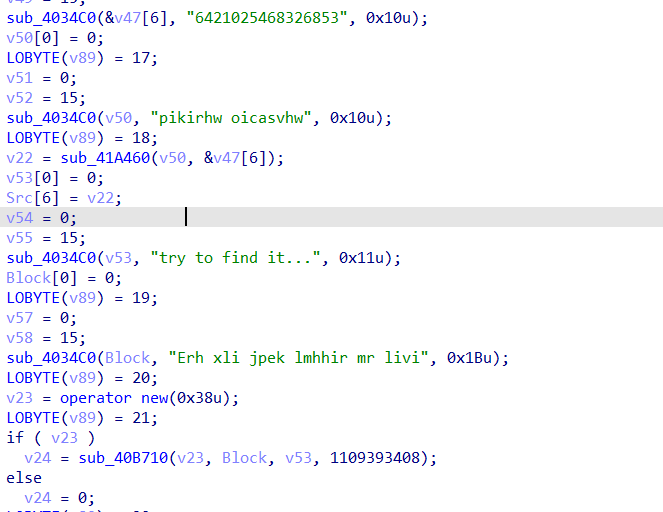 sub_4034C0(&v47[6], "6421025468326853", 0x10u);
v50[0] = 0;
LOBYTE(v89) = 17;
v51 = 0;
v52 = 15;
sub_4034C0(v50, "pikirhw oicasvhw", 0x10u);
LOBYTE(v89) = 18;
v22 = sub_41A460(v50, &v47[6]);
v53[0] = 0;
Src[6] = v22;
v54 = 0;
v55 = 15;
sub_4034C0(v53, "try to find it...", 0x11u);
Block[0] = 0;
LOBYTE(v89) = 19;
v57 = 0;
v58 = 15;
sub_4034C0(Block, "Erh xli jpek lmhhir mr livi", 0x1Bu);
LOBYTE(v89) = 20;
v23 = operator new(0x38u);
LOBYTE(v89) = 21;
if ( v23 )
v24 = sub_40B710(v23, Block, v53, 1109393408);
else
v24 = 0;